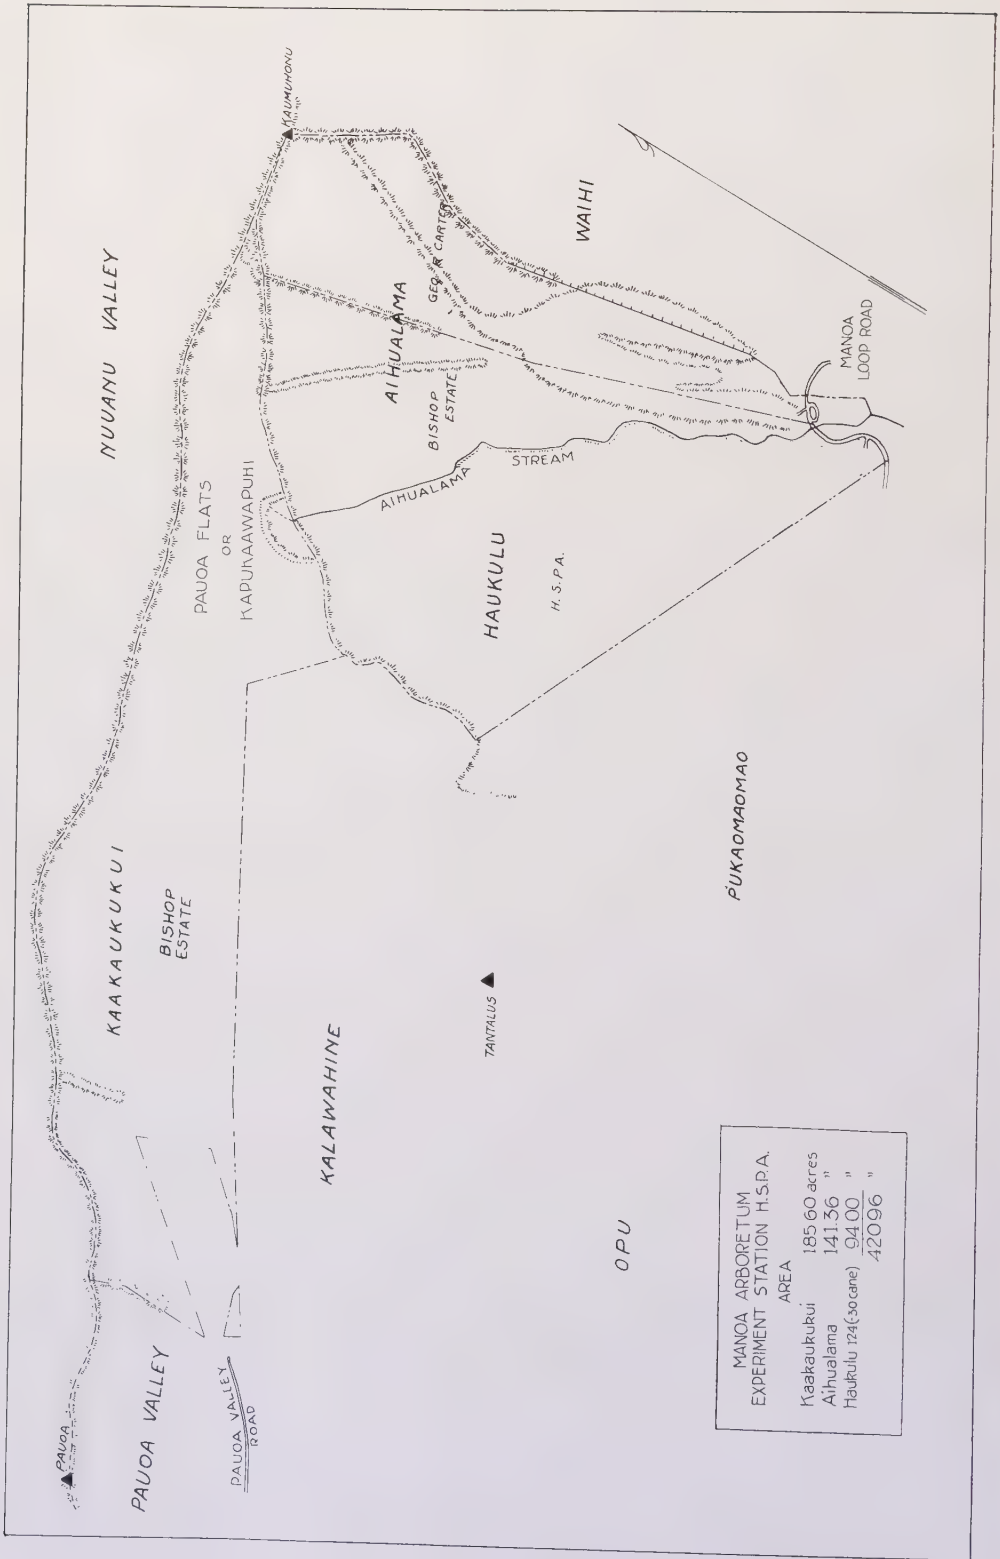 KAUMUHONU
NUUANU VALLEY
WAIHI
GEO. R CARTER
AIHUALAMA
BISHOP
ESTATE
MANOA
LOOP ROAD
PAUOA FLATS
OR
KAPUKAAWAPUHI
AIHUALAMA STREAM
HAUKULU
H.S.P.A.
PUKAOMAOMAO
KAAKAUKUKUI
BISHOP
ESTATE
TANTALUS
KALAWAHINE
OPU
PAUOA
PAUOA VALLEY
PAUOA VALLEY
ROAD
MANOA ARBORETUM
EXPERIMENT STATION H.S.P.A.
AREA
Kaakaukukui 185 60 acres
Aihualama 141.36 "
Haukulu 124(-30 cane) 94 00 "
420 96 "